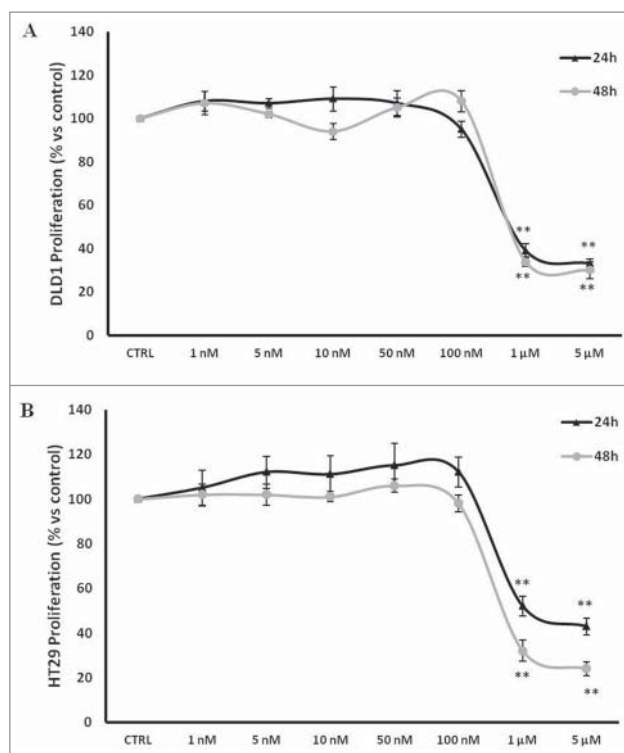 A
140
120
100
80
60
40
20
0
DLD1 Proliferation (% vs control)
24h
48h
**
**
**
**
CTRL 1 nM 5 nM 10 nM 50 nM 100 nM 1 µM 5 µM
B
140
120
100
80
60
40
20
0
HT29 Proliferation (% vs control)
24h
48h
**
**
**
**
CTRL 1 nM 5 nM 10 nM 50 nM 100 nM 1 µM 5 µM